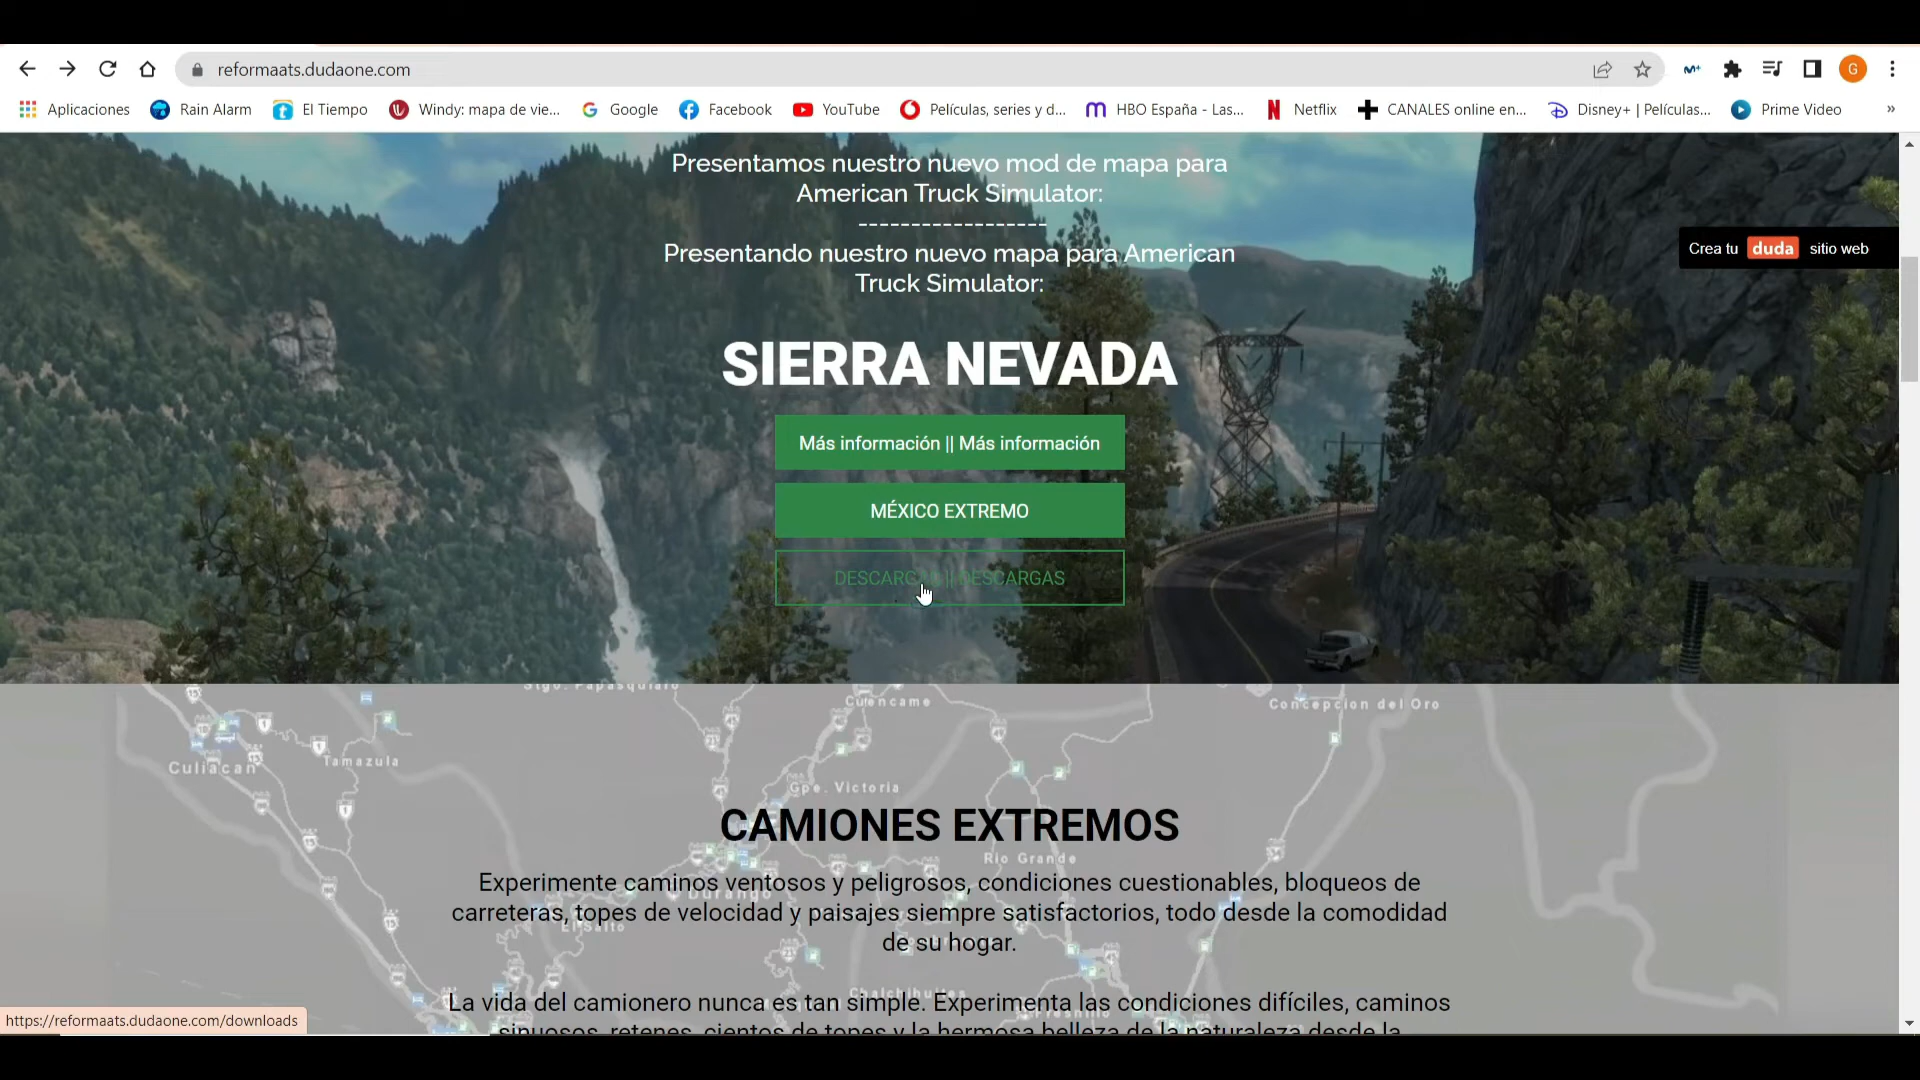 reformaats.dudaone.com
G
Aplicaciones
Rain Alarm
El Tiempo
Windy: mapa de vie...
Google
Facebook
YouTube
Películas, series y d...
HBO España - Las...
Netflix
CANALES online en...
Disney+ | Películas...
Prime Video
»
Presentamos nuestro nuevo mod de mapa para
American Truck Simulator:
------------------
Presentando nuestro nuevo mapa para American
Truck Simulator:
Crea tu duda sitio web
SIERRA NEVADA
Más información || Más información
MÉXICO EXTREMO
DESCARGAS || DESCARGAS
Cuencame
Concepcion del Oro
Culiacan
Tamazula
Gpe. Victoria
CAMIONES EXTREMOS
Rio Grande
Experimente caminos ventosos y peligrosos, condiciones cuestionables, bloqueos de
Durango
carreteras, topes de velocidad y paisajes siempre satisfactorios, todo desde la comodidad
El Salto
de su hogar.
Chalchihuites
La vida del camionero nunca es tan simple. Experimenta las condiciones difíciles, caminos
Fresnillo
sinuosos, retenes, cientos de topes y la hermosa belleza de la naturaleza desde la
https://reformaats.dudaone.com/downloads